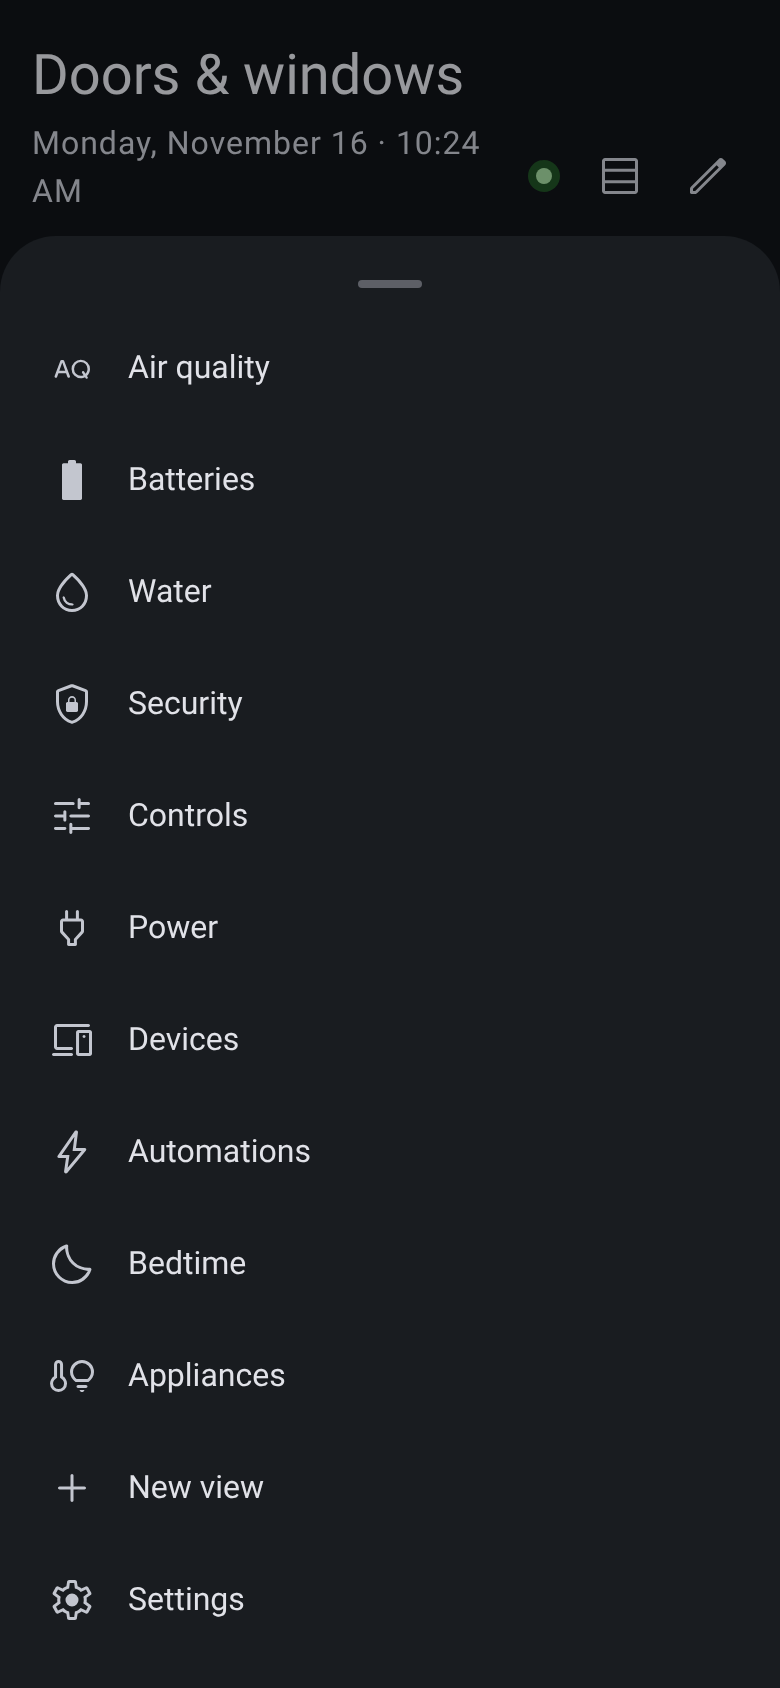 Doors & windows
Monday, November 16 · 10:24
AM
AQ Air quality
Batteries
Water
Security
Controls
Power
Devices
Automations
Bedtime
Appliances
New view
Settings